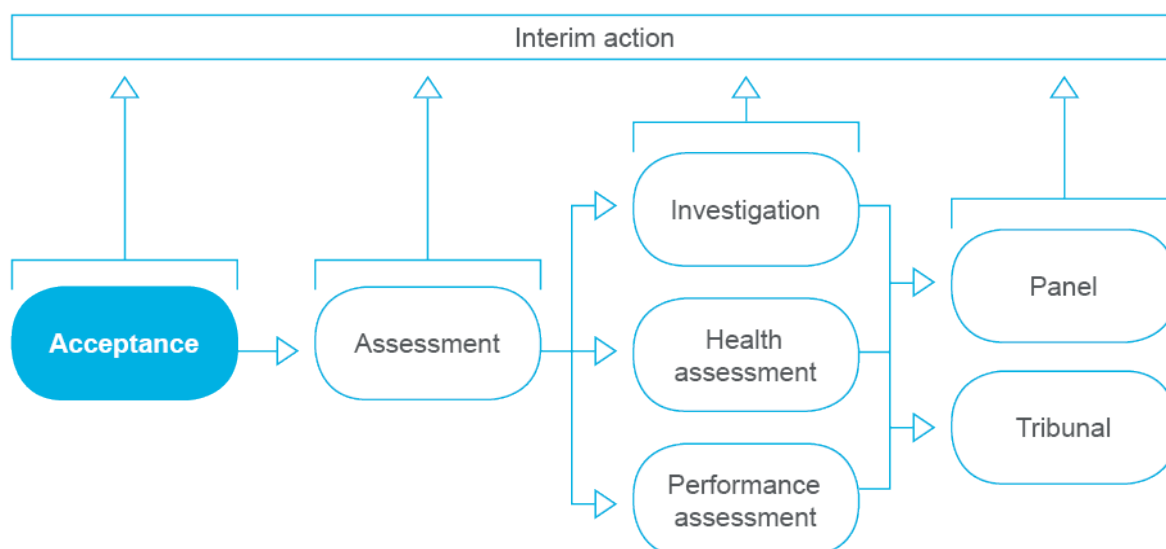 Interim action
Acceptance
Assessment
Investigation
Health
assessment
Performance
assessment
Panel
Tribunal